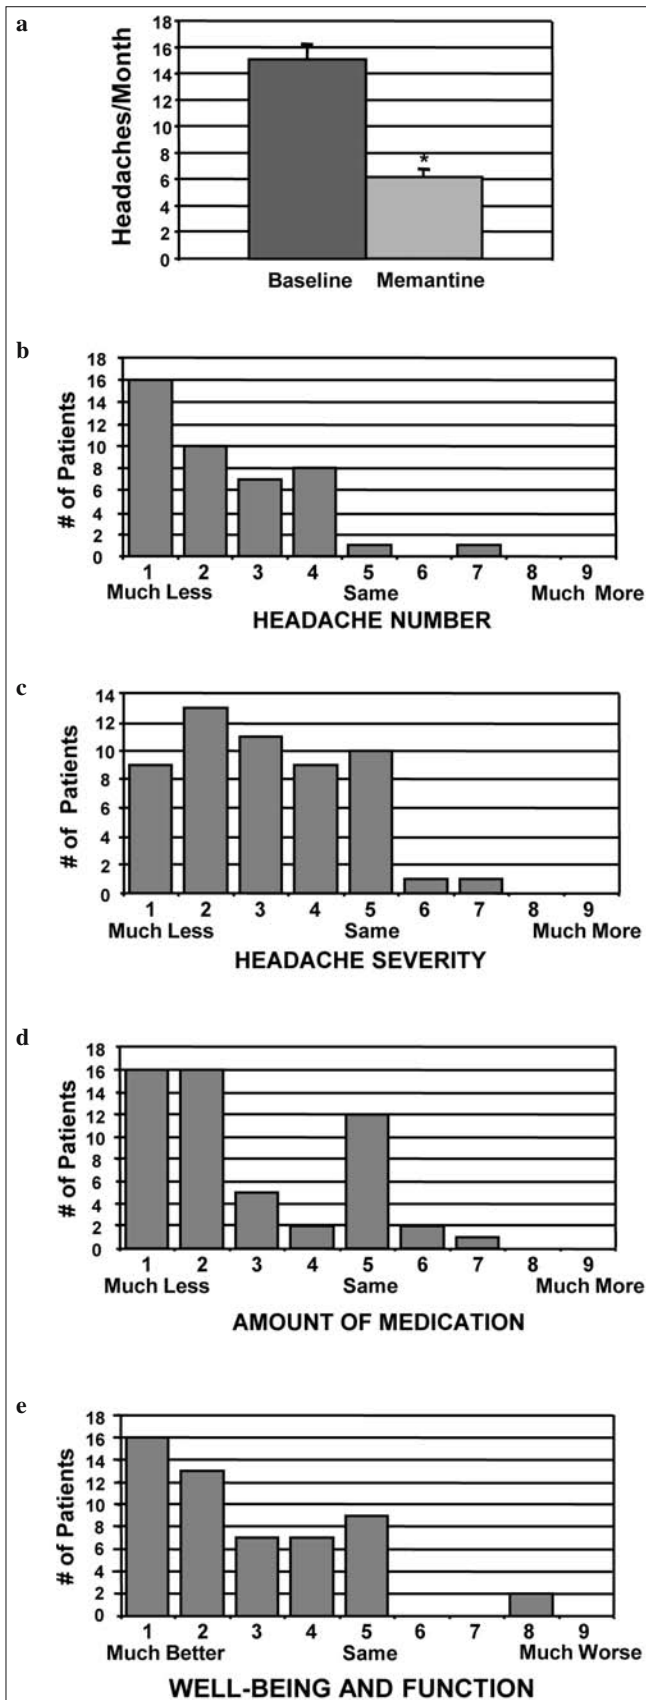 a
Headaches/Month
18
16
14
12
10
8
6
4
2
0
*
Baseline Memantine
b
# of Patients
18
16
14
12
10
8
6
4
2
0
1 2 3 4 5 6 7 8 9
Much Less Same Much More
HEADACHE NUMBER
c
# of Patients
14
12
10
8
6
4
2
0
1 2 3 4 5 6 7 8 9
Much Less Same Much More
HEADACHE SEVERITY
d
# of Patients
18
16
14
12
10
8
6
4
2
0
1 2 3 4 5 6 7 8 9
Much Less Same Much More
AMOUNT OF MEDICATION
e
# of Patients
18
16
14
12
10
8
6
4
2
0
1 2 3 4 5 6 7 8 9
Much Better Same Much Worse
WELL-BEING AND FUNCTION